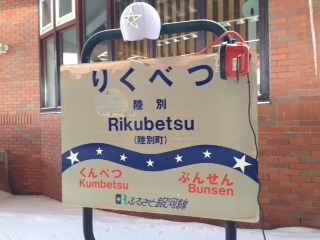 りくべつ
陸別
Rikubetsu
(陸別町)
くんべつ
Kumbetsu
ぶんせん
Bunsen
ふるさと銀河線